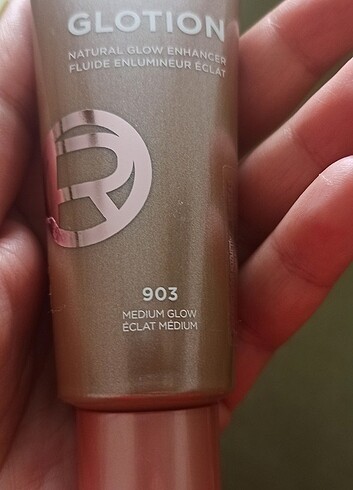 GLOTION
NATURAL GLOW ENHANCER
FLUIDE ENLUMINEUR ÉCLAT
903
MEDIUM GLOW
ÉCLAT MÉDIUM